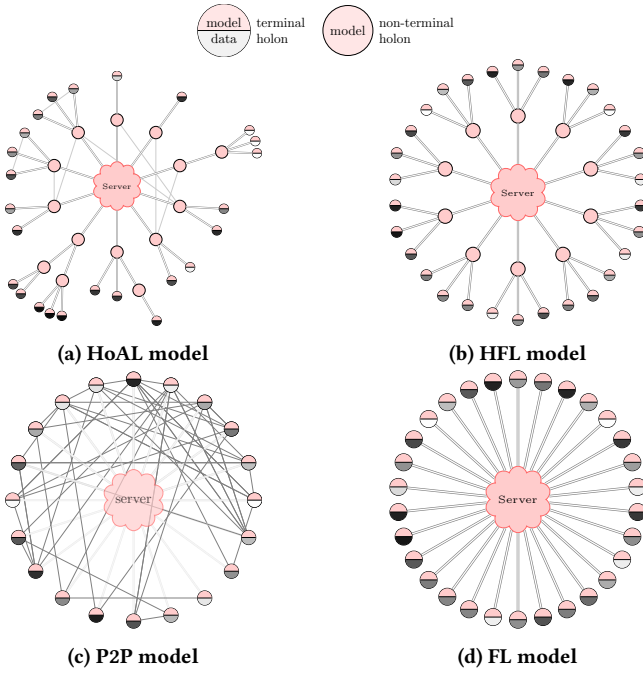 model
data
terminal
holon
model
non-terminal
holon
Server
Server
(a) HoAL model
(b) HFL model
server
Server
(c) P2P model
(d) FL model